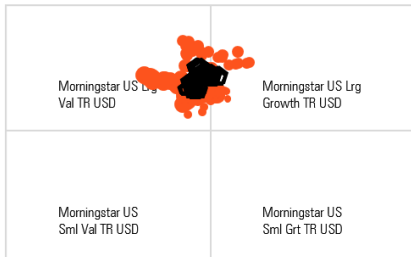 Morningstar US Lrg
Val TR USD
Morningstar US Lrg
Growth TR USD
Morningstar US
Sml Val TR USD
Morningstar US
Sml Grt TR USD